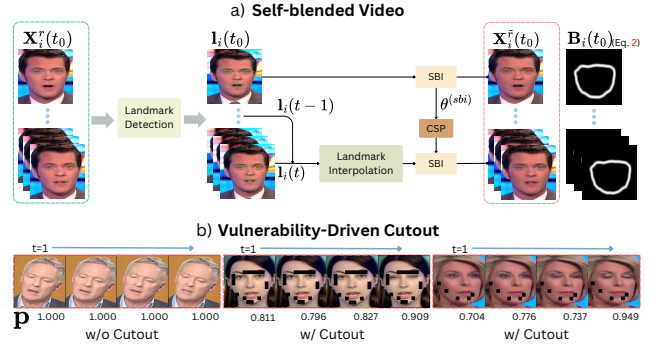 a) Self-blended Video
X_i^r(t_0)
l_i(t_0)
X_i^r̃(t_0)
B_i(t_0) (Eq. 2)
SBI
l_i(t − 1)
θ^(sbi)
Landmark
Detection
CSP
l_i(t)
Landmark
Interpolation
SBI
b) Vulnerability-Driven Cutout
t=1
t=1
t=1
p
1.000 1.000 1.000 1.000
0.811 0.796 0.827 0.909
0.704 0.776 0.737 0.949
w/o Cutout
w/ Cutout
w/ Cutout